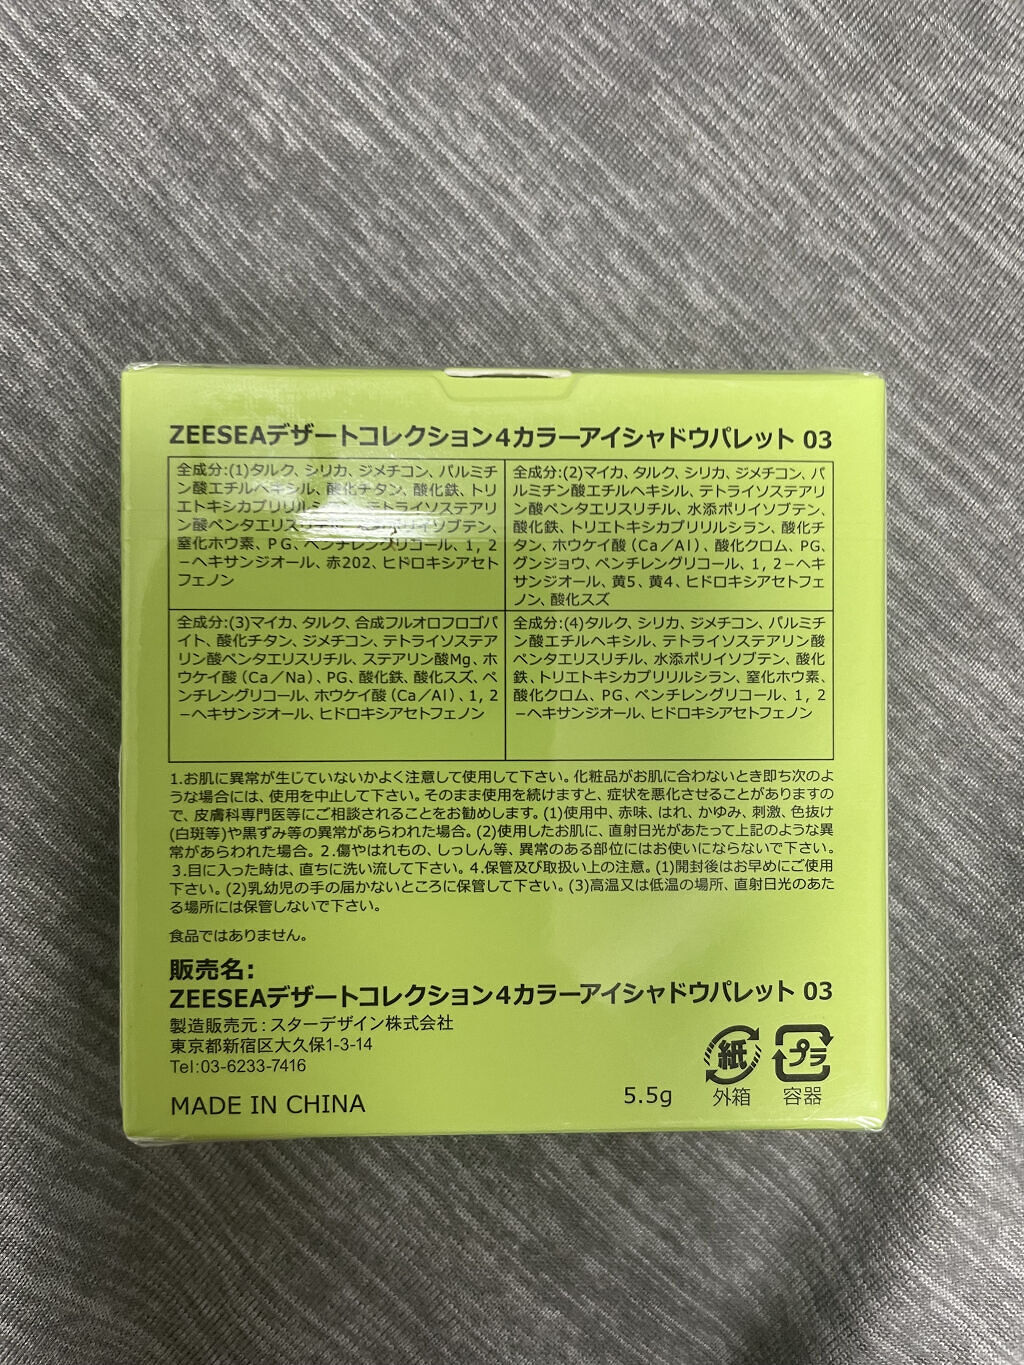 ZEESEAデザートコレクション4カラーアイシャドウパレット 03
全成分:(1)タルク、シリカ、ジメチコン、パルミチ
ン酸エチルヘキシル、酸化チタン、酸化鉄、トリ
エトキシカプリリルシラン、テトライソステアリ
ン酸ペンタエリスリチル、水添ポリイソブテン、
窒化ホウ素、PG、ペンチレングリコール、1, 2
-ヘキサンジオール、赤202、ヒドロキシアセト
フェノン
全成分:(2)マイカ、タルク、シリカ、ジメチコン、パ
ルミチン酸エチルヘキシル、テトライソステアリ
ン酸ペンタエリスリチル、水添ポリイソブテン、
酸化鉄、トリエトキシカプリリルシラン、酸化チ
タン、ホウケイ酸(Ca/Al)、酸化クロム、PG、
グンジョウ、ペンチレングリコール、1, 2-ヘキ
サンジオール、黄5、黄4、ヒドロキシアセトフェ
ノン、酸化スズ
全成分:(3)マイカ、タルク、合成フルオロフロゴパ
イト、酸化チタン、ジメチコン、テトライソステア
リン酸ペンタエリスリチル、ステアリン酸Mg、ホ
ウケイ酸(Ca/Na)、PG、酸化鉄、酸化スズ、ペ
ンチレングリコール、ホウケイ酸(Ca/Al)、1, 2
-ヘキサンジオール、ヒドロキシアセトフェノン
全成分:(4)タルク、シリカ、ジメチコン、パルミチ
ン酸エチルヘキシル、テトライソステアリン酸
ペンタエリスリチル、水添ポリイソブテン、酸化
鉄、トリエトキシカプリリルシラン、窒化ホウ素、
酸化クロム、PG、ペンチレングリコール、1, 2
-ヘキサンジオール、ヒドロキシアセトフェノン
1.お肌に異常が生じていないかよく注意して使用して下さい。化粧品がお肌に合わないとき即ち次のよ
うな場合には、使用を中止して下さい。そのまま使用を続けますと、症状を悪化させることがありますの
で、皮膚科専門医等にご相談されることをお勧めします。(1)使用中、赤味、はれ、かゆみ、刺激、色抜け
(白斑等)や黒ずみ等の異常があらわれた場合。(2)使用したお肌に、直射日光があたって上記のような異
常があらわれた場合。2.傷やはれもの、しっしん等、異常のある部位にはお使いにならないで下さい。
3.目に入った時は、直ちに洗い流して下さい。4.保管及び取扱い上の注意。(1)開封後はお早めにご使用
下さい。(2)乳幼児の手の届かないところに保管して下さい。(3)高温又は低温の場所、直射日光のあた
る場所には保管しないで下さい。
食品ではありません。
販売名:
ZEESEAデザートコレクション4カラーアイシャドウパレット 03
製造販売元:スターデザイン株式会社
東京都新宿区大久保1-3-14
Tel:03-6233-7416
MADE IN CHINA
5.5g
紙
外箱
プラ
容器